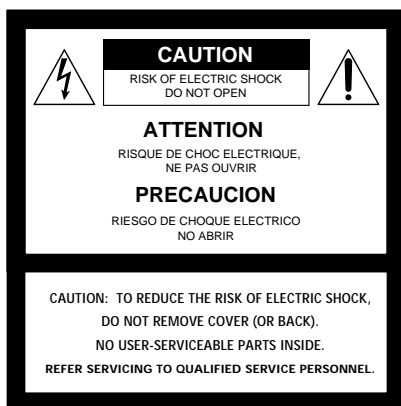 CAUTION
RISK OF ELECTRIC SHOCK
DO NOT OPEN
ATTENTION
RISQUE DE CHOC ELECTRIQUE,
NE PAS OUVRIR
PRECAUCION
RIESGO DE CHOQUE ELECTRICO
NO ABRIR
CAUTION: TO REDUCE THE RISK OF ELECTRIC SHOCK,
DO NOT REMOVE COVER (OR BACK).
NO USER-SERVICEABLE PARTS INSIDE.
REFER SERVICING TO QUALIFIED SERVICE PERSONNEL.